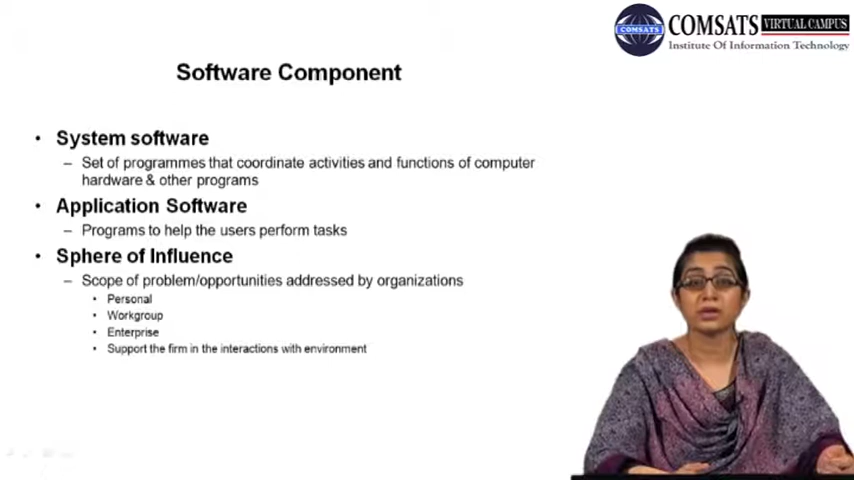 COMSATS
COMSATS VIRTUAL CAMPUS
Institute Of Information Technology
Software Component
• System software
– Set of programmes that coordinate activities and functions of computer
hardware & other programs
• Application Software
– Programs to help the users perform tasks
• Sphere of Influence
– Scope of problem/opportunities addressed by organizations
• Personal
• Workgroup
• Enterprise
• Support the firm in the interactions with environment